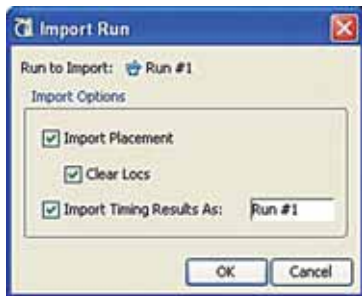 Import Run
Run to Import: Run #1
Import Options
Import Placement
Clear Locs
Import Timing Results As: Run #1
OK Cancel